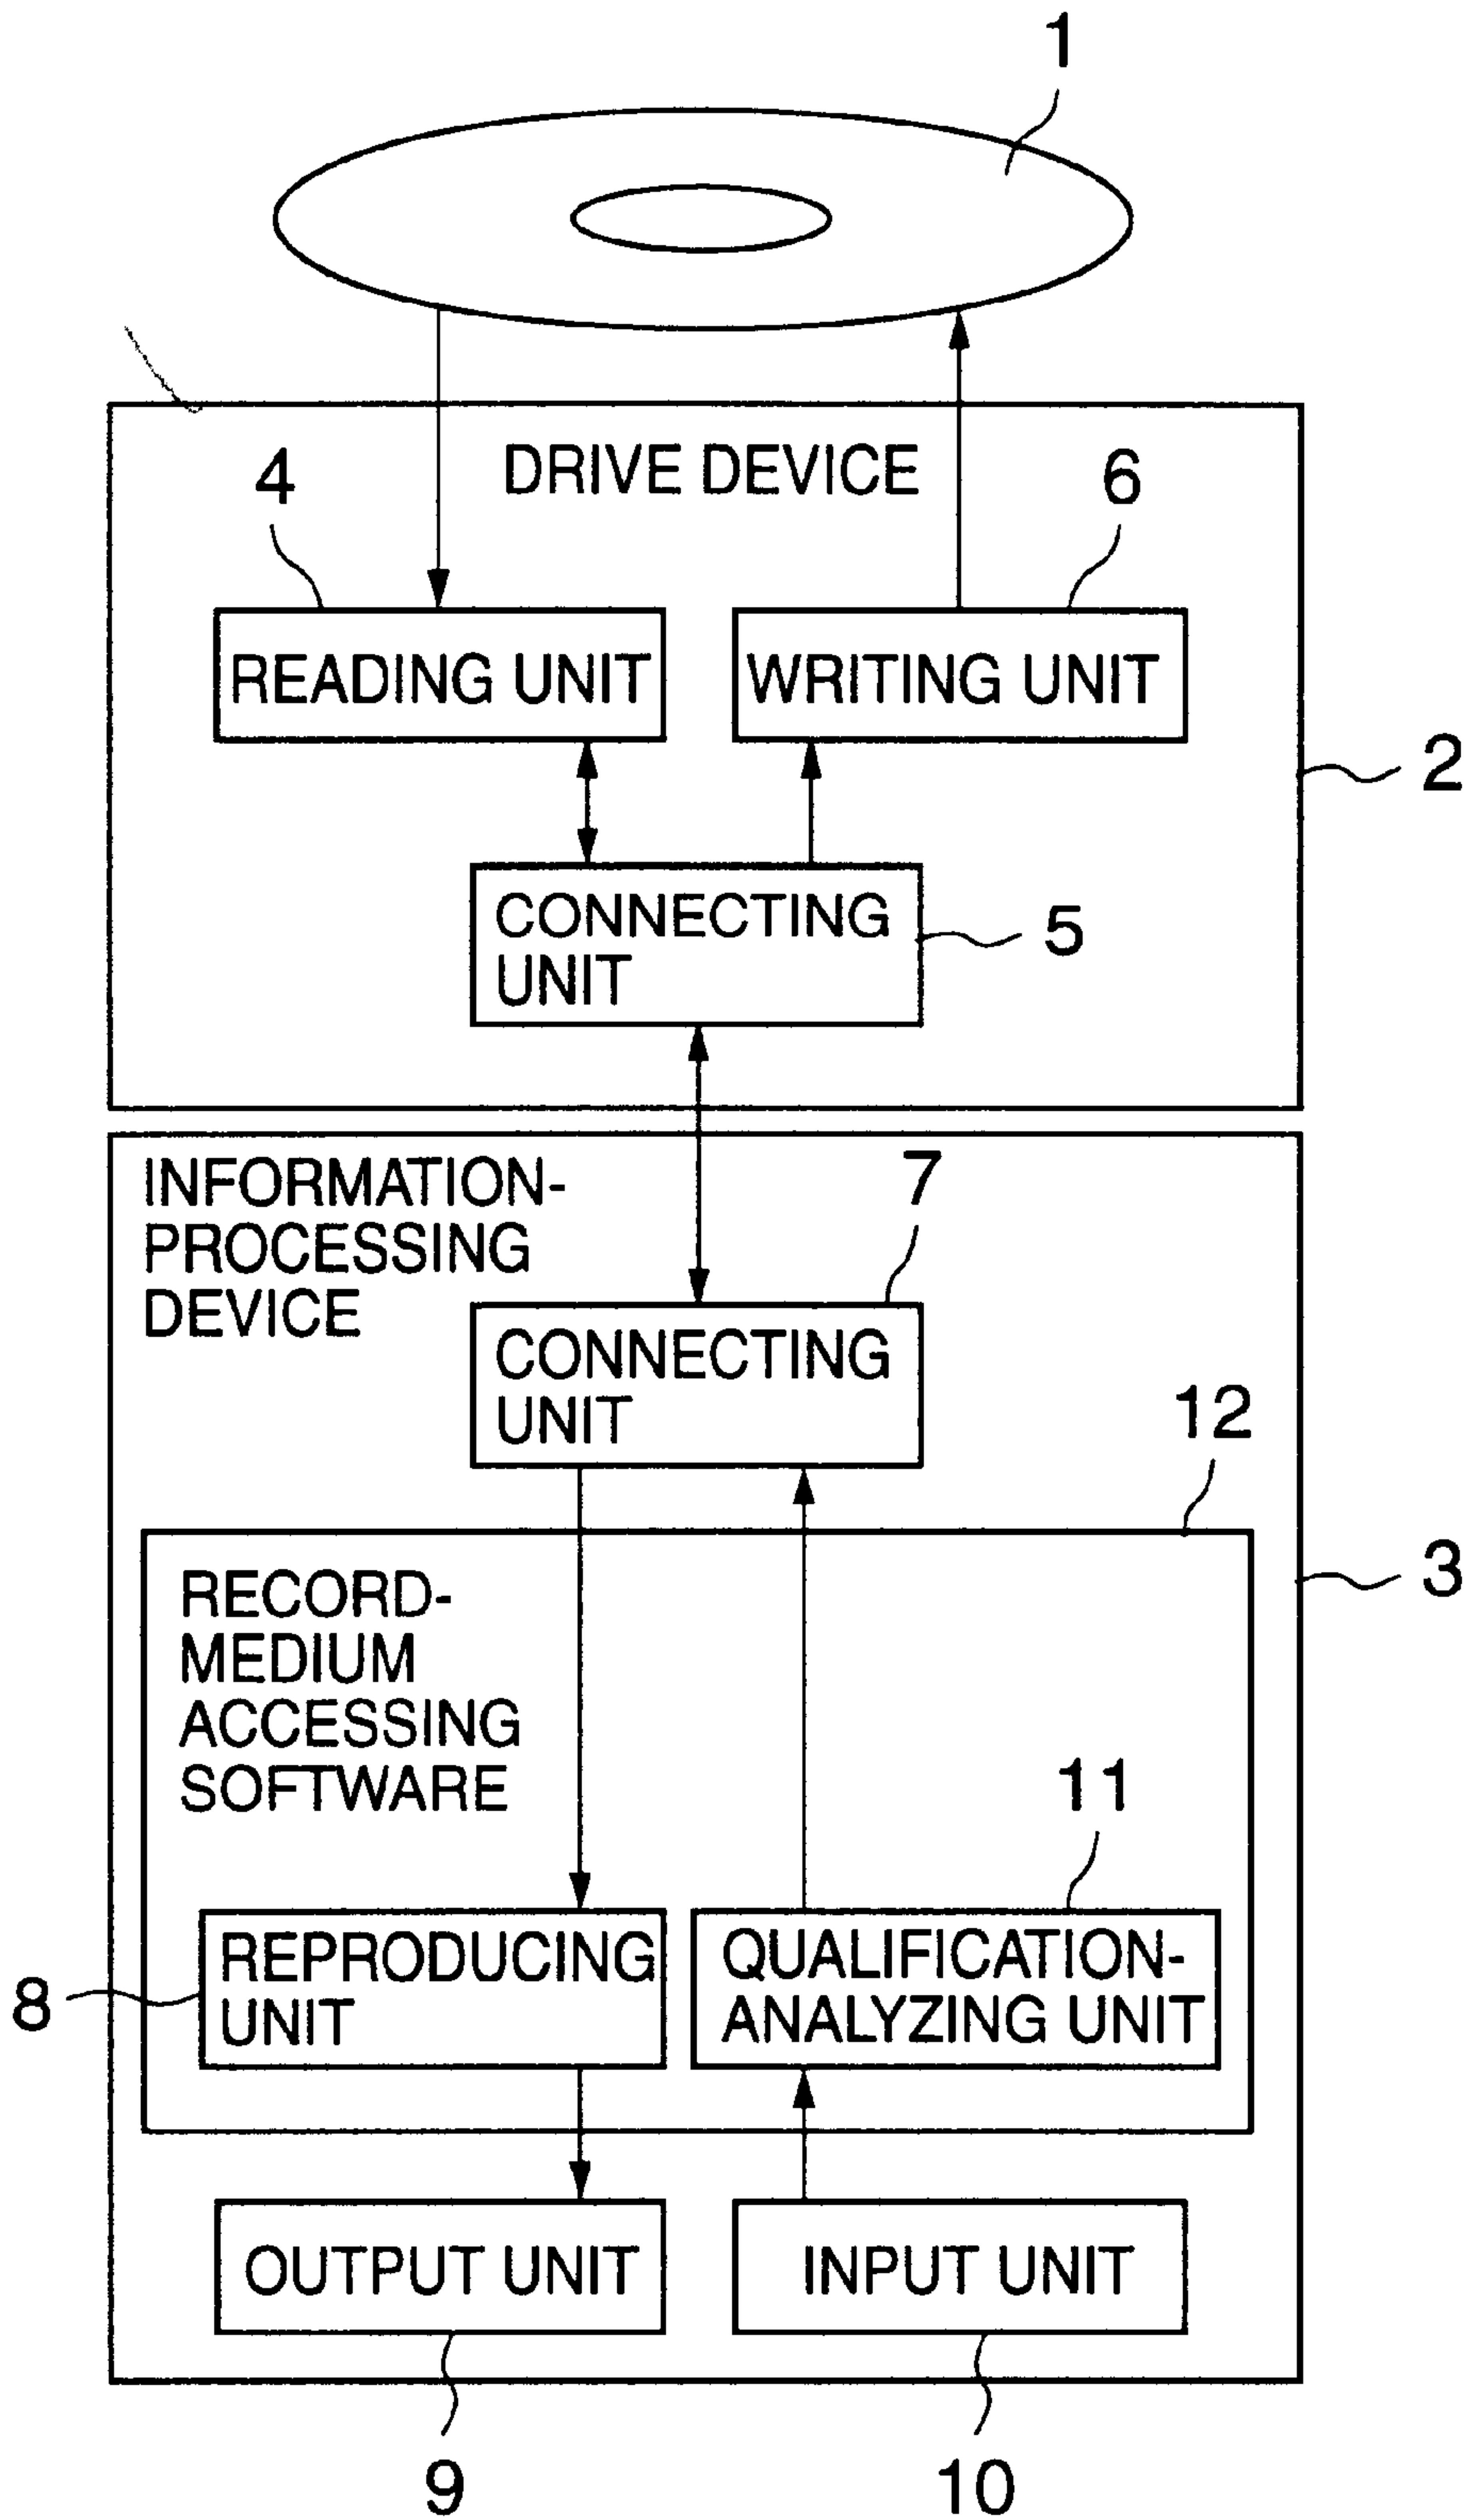 1
DRIVE DEVICE
4
6
READING UNIT
WRITING UNIT
2
CONNECTING
UNIT
5
INFORMATION-
PROCESSING
DEVICE
7
CONNECTING
UNIT
12
3
RECORD-
MEDIUM
ACCESSING
SOFTWARE
11
REPRODUCING
UNIT
QUALIFICATION-
ANALYZING UNIT
8
OUTPUT UNIT
INPUT UNIT
9
10